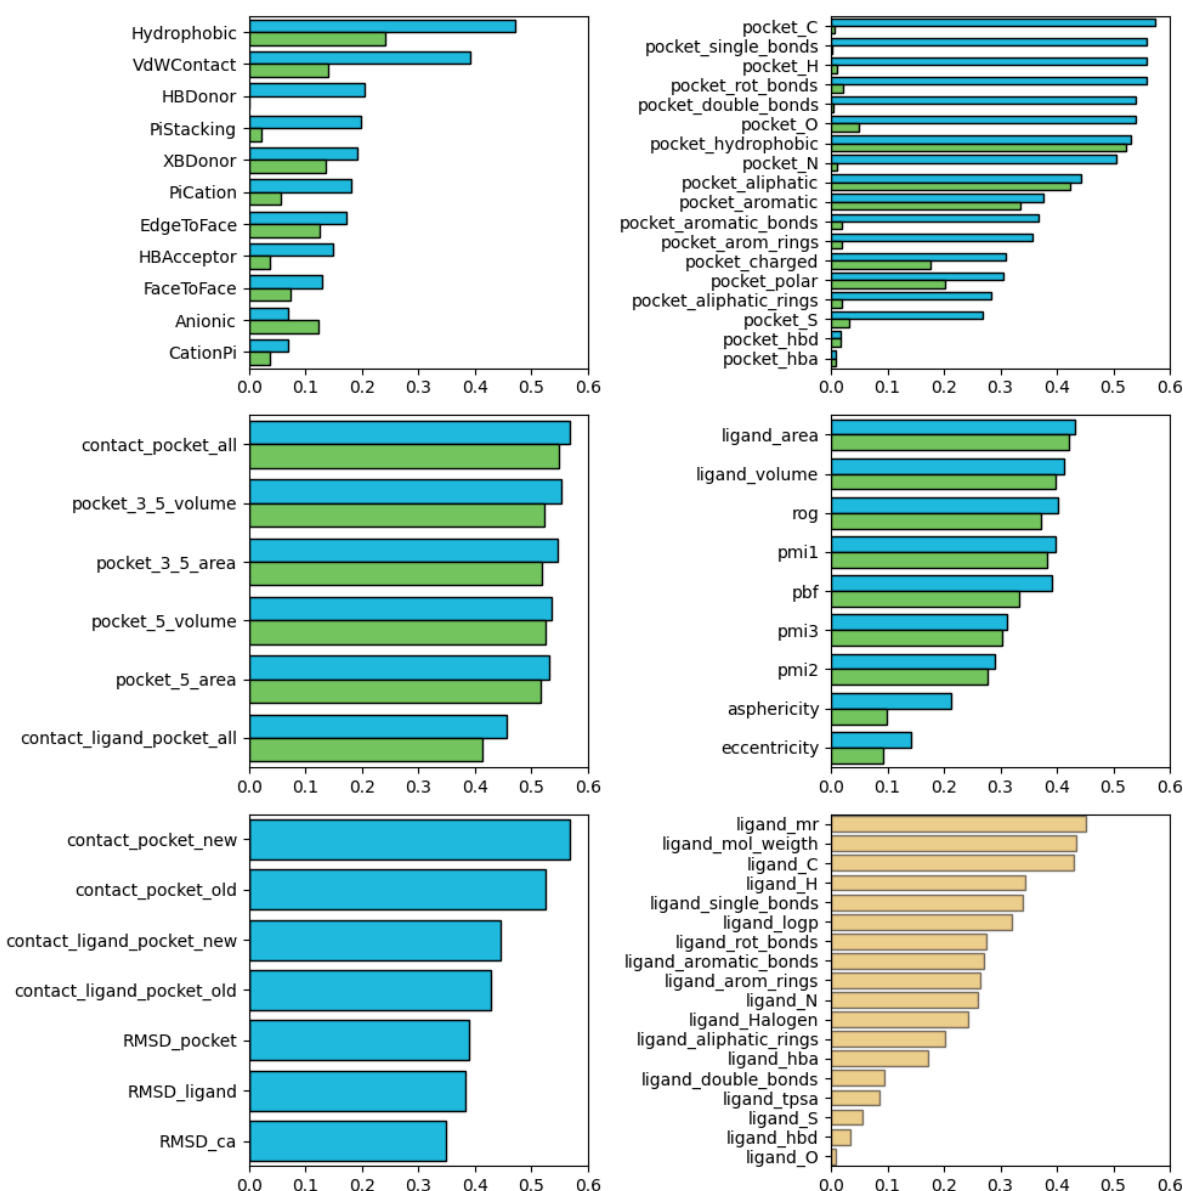 Hydrophobic
VdWContact
HBDonor
PiStacking
XBDonor
PiCation
EdgeToFace
HBAcceptor
FaceToFace
Anionic
CationPi
0.0 0.1 0.2 0.3 0.4 0.5 0.6
pocket_C
pocket_single_bonds
pocket_H
pocket_rot_bonds
pocket_double_bonds
pocket_O
pocket_hydrophobic
pocket_N
pocket_aliphatic
pocket_aromatic
pocket_aromatic_bonds
pocket_arom_rings
pocket_charged
pocket_polar
pocket_aliphatic_rings
pocket_S
pocket_hbd
pocket_hba
0.0 0.1 0.2 0.3 0.4 0.5 0.6
contact_pocket_all
pocket_3_5_volume
pocket_3_5_area
pocket_5_volume
pocket_5_area
contact_ligand_pocket_all
0.0 0.1 0.2 0.3 0.4 0.5 0.6
ligand_area
ligand_volume
rog
pmi1
pbf
pmi3
pmi2
asphericity
eccentricity
0.0 0.1 0.2 0.3 0.4 0.5 0.6
contact_pocket_new
contact_pocket_old
contact_ligand_pocket_new
contact_ligand_pocket_old
RMSD_pocket
RMSD_ligand
RMSD_ca
0.0 0.1 0.2 0.3 0.4 0.5 0.6
ligand_mr
ligand_mol_weigth
ligand_C
ligand_H
ligand_single_bonds
ligand_logp
ligand_rot_bonds
ligand_aromatic_bonds
ligand_arom_rings
ligand_N
ligand_Halogen
ligand_aliphatic_rings
ligand_hba
ligand_double_bonds
ligand_tpsa
ligand_S
ligand_hbd
ligand_O
0.0 0.1 0.2 0.3 0.4 0.5 0.6